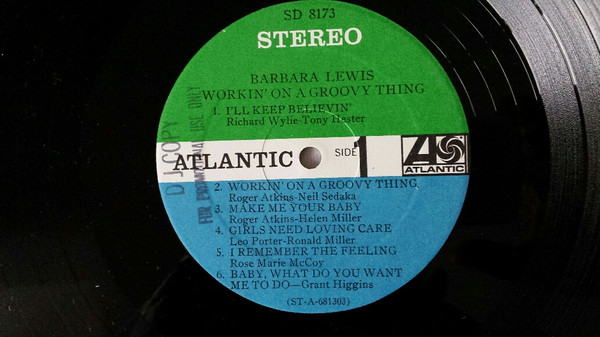 SD 8173
STEREO
BARBARA LEWIS
WORKIN' ON A GROOVY THING
1. I'LL KEEP BELIEVIN'
Richard Wylie-Tony Hester
ATLANTIC SIDE 1
ATLANTIC
2. WORKIN' ON A GROOVY THING
Roger Atkins-Neil Sedaka
3. MAKE ME YOUR BABY
Roger Atkins-Helen Miller
4. GIRLS NEED LOVING CARE
Leo Porter-Ronald Miller
5. I REMEMBER THE FEELING
Rose Marie McCoy
6. BABY, WHAT DO YOU WANT
ME TO DO—Grant Higgins
(ST-A-681303)
D J COPY
FOR PROMOTIONAL USE ONLY